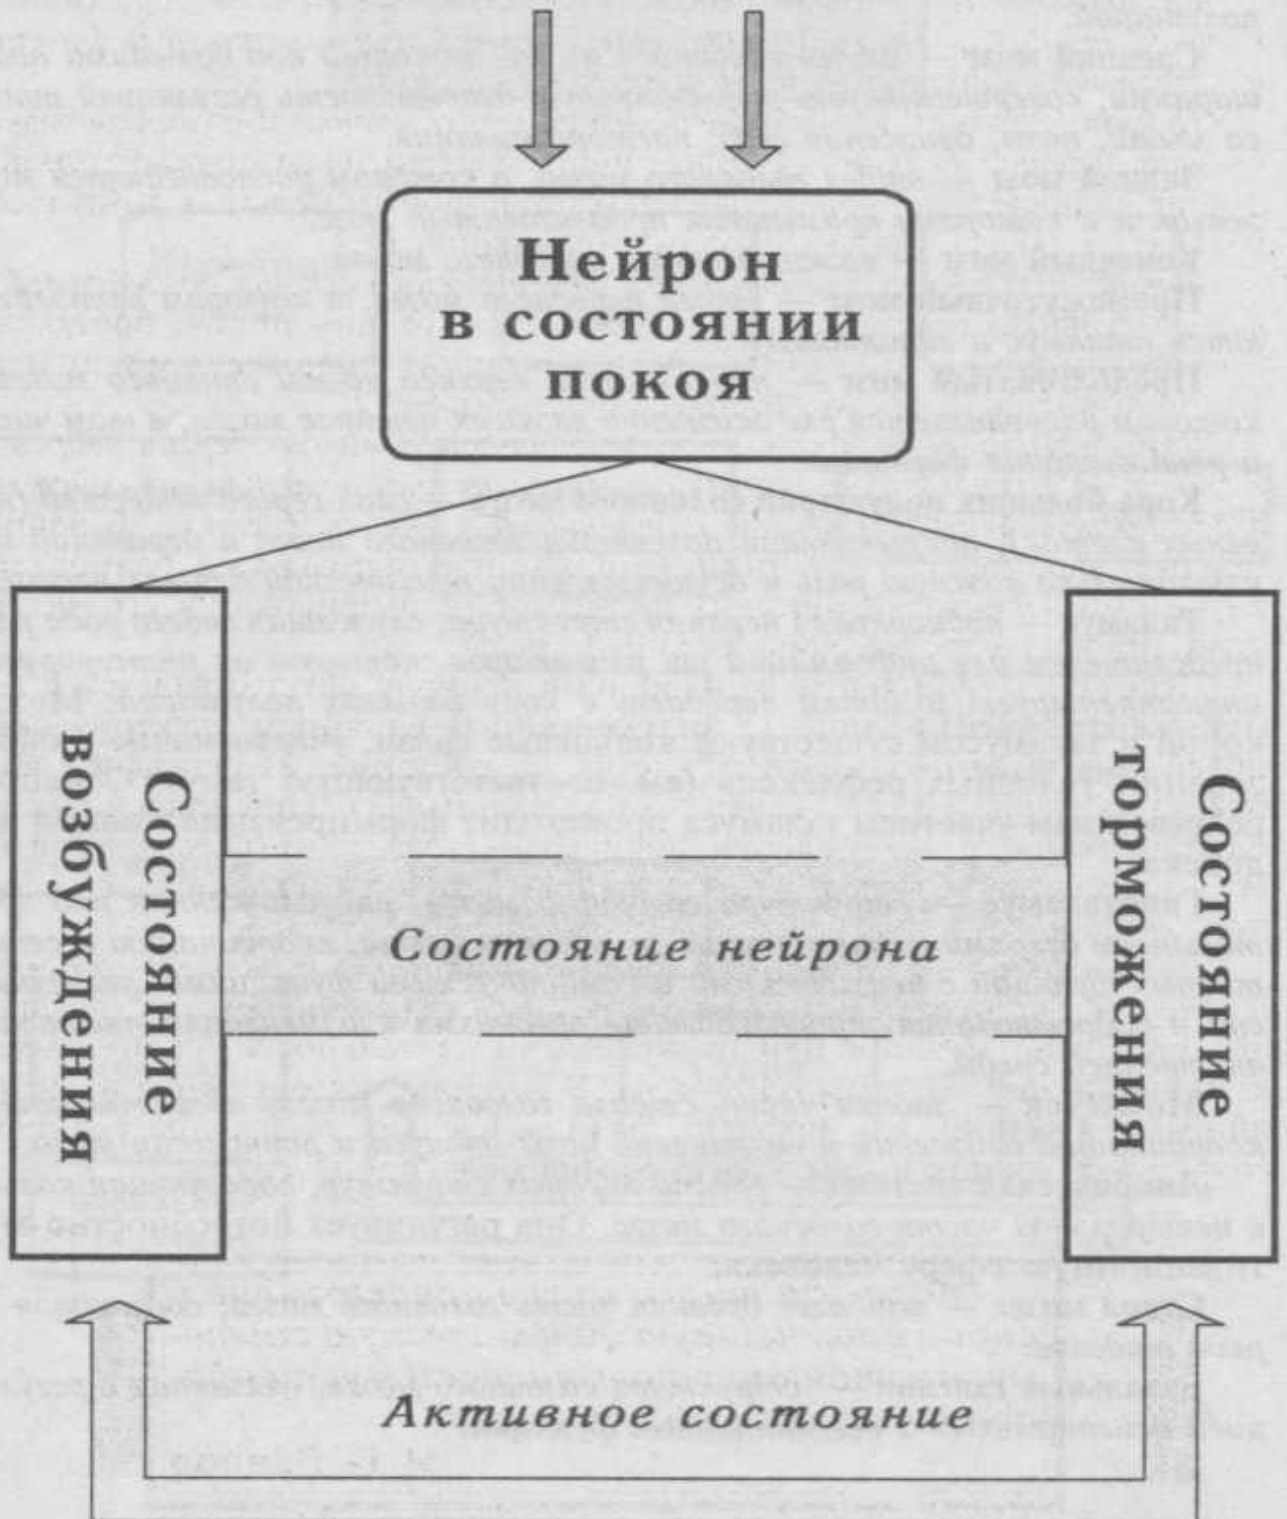 Нейрон
в состоянии
покоя
Состояние
возбуждения
Состояние
торможения
Состояние нейрона
Активное состояние